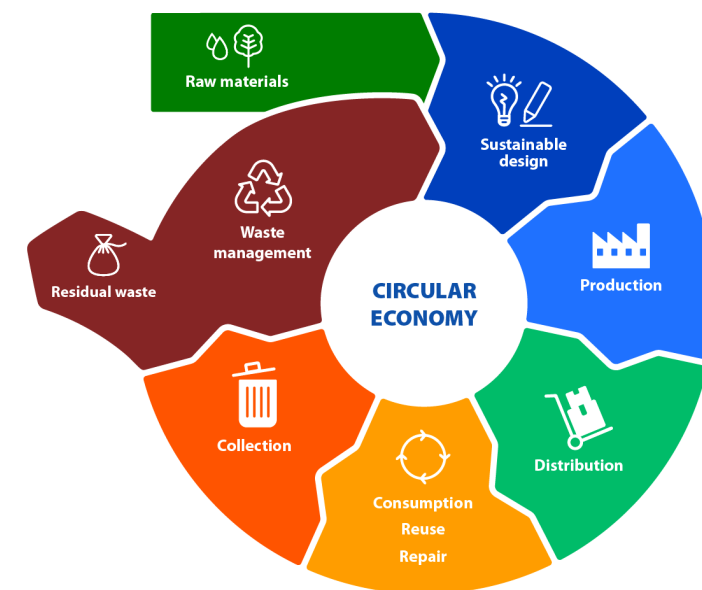 Raw materials
Sustainable
design
Production
Distribution
Consumption
Reuse
Repair
Collection
Waste
management
Residual waste
CIRCULAR
ECONOMY